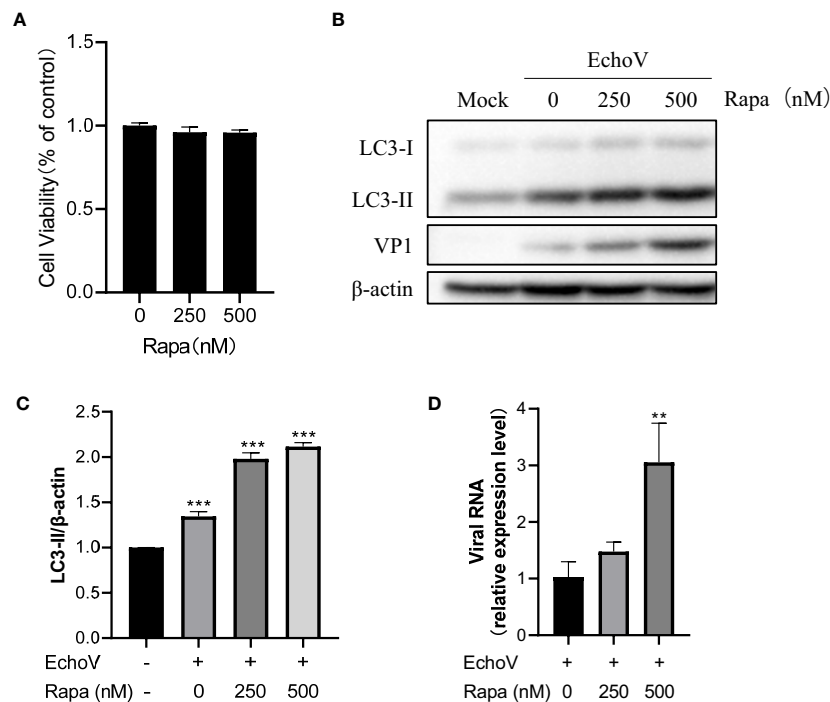 A
Cell Viability(% of control)
1.5
1.0
0.5
0.0
0 250 500
Rapa(nM)
B
EchoV
Mock 0 250 500 Rapa (nM)
LC3-I
LC3-II
VP1
β-actin
C
LC3-II/β-actin
2.5
2.0
1.5
1.0
0.5
0.0
***
***
***
EchoV - + + +
Rapa (nM) - 0 250 500
D
Viral RNA
(relative expression level)
4
3
2
1
0
**
EchoV + + +
Rapa (nM) 0 250 500